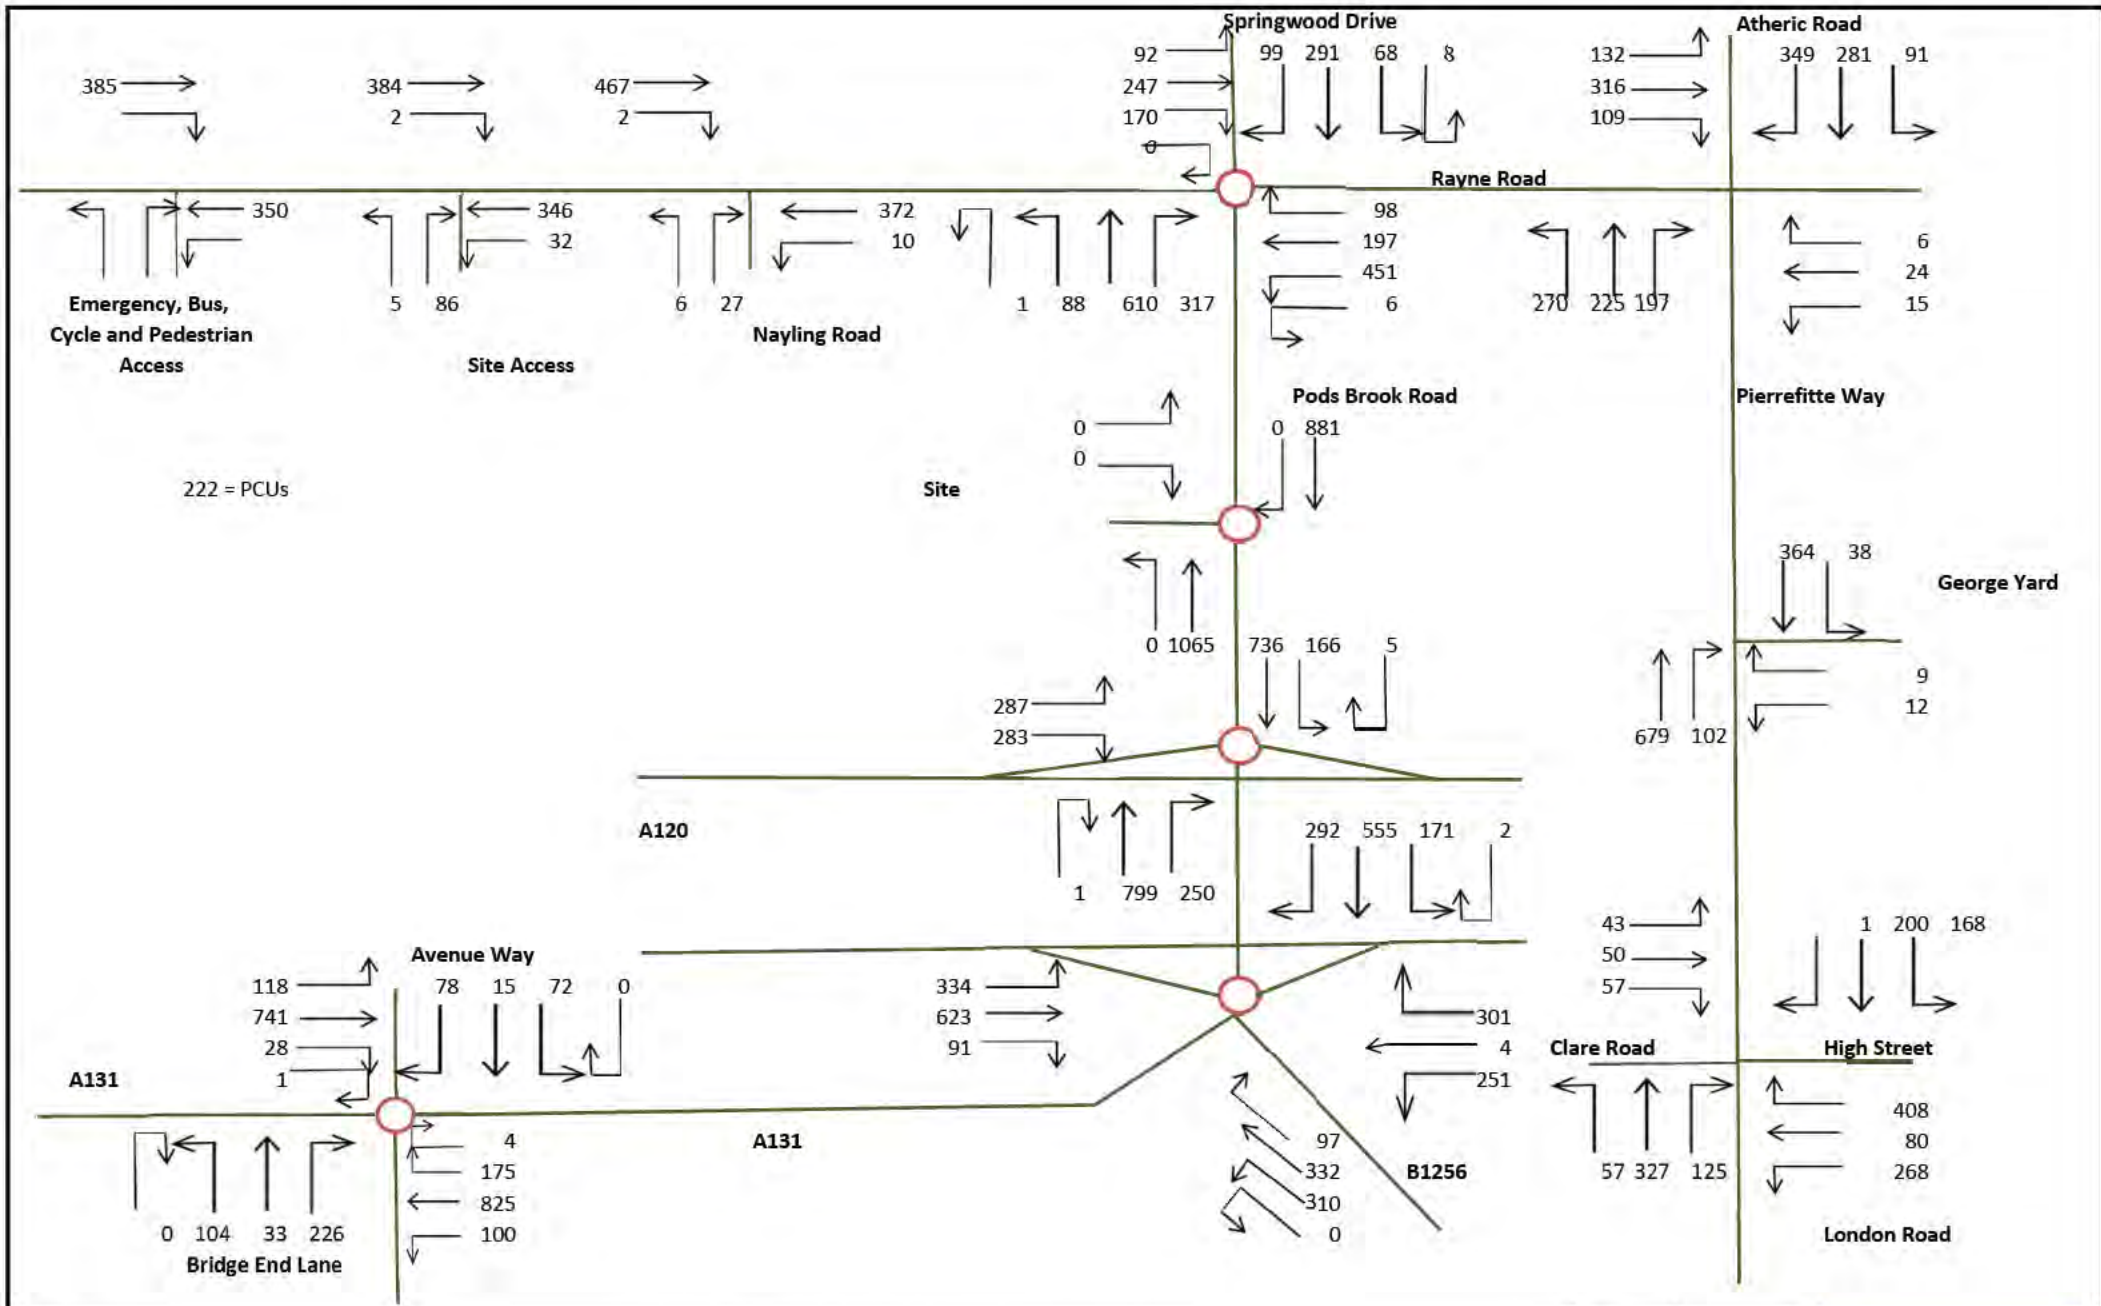 Springwood Drive
Atheric Road
92 99 291 68 8 132 349 281 91
385 384 467 247 316
2 2 170 109
0
Rayne Road
350 346 372 98
32 10 197 6
451 24
Emergency, Bus, 5 86 6 27 1 88 610 317 6 270 225 197 15
Cycle and Pedestrian Nayling Road
Access Site Access
Pods Brook Road Pierrefitte Way
0 0 881
0
222 = PCUs Site
364 38
George Yard
0 1065 736 166 5
9
287 12
283 679 102
A120 292 555 171 2
1 799 250
43 1 200 168
Avenue Way 50
118 78 15 72 0 334 57
741 623 301
28 91 4 Clare Road High Street
A131 1 251
408
4 A131 97 80
175 332 B1256 57 327 125 268
825 310
0 104 33 226 100 0 London Road
Bridge End Lane